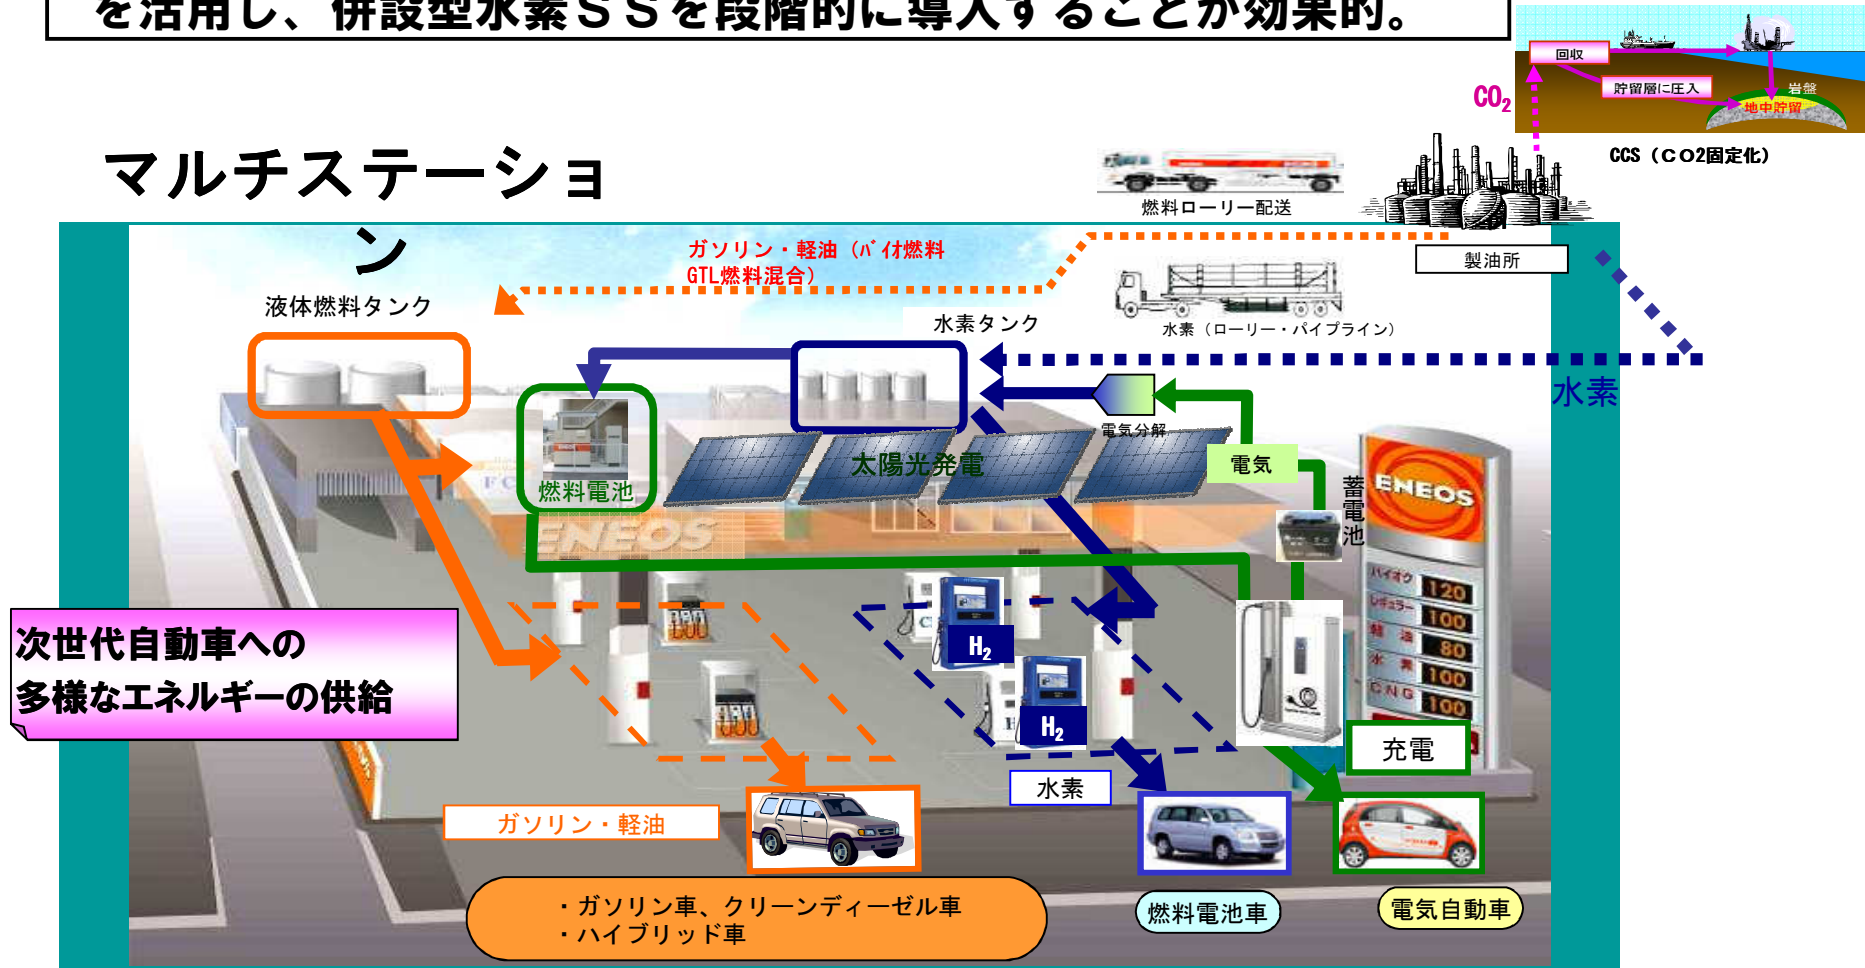 を活用し、併設型水素ＳＳを段階的に導入することが効果的。
回収
貯留層に圧入
岩盤
地中貯留
CO2
CCS（ＣＯ2固定化）
マルチステーショ
ン
燃料ローリー配送
製油所
ガソリン・軽油（ﾊﾞｲｵ燃料
GTL燃料混合）
水素（ローリー・パイプライン）
液体燃料タンク
水素タンク
水素
電気分解
太陽光発電
電気
燃料電池
蓄電池
ENEOS
ENEOS
ハイオク 120
レギュラー 100
軽油 80
水素 100
CNG 100
次世代自動車への
多様なエネルギーの供給
H2
H2
充電
水素
ガソリン・軽油
・ガソリン車、クリーンディーゼル車
・ハイブリッド車
燃料電池車
電気自動車